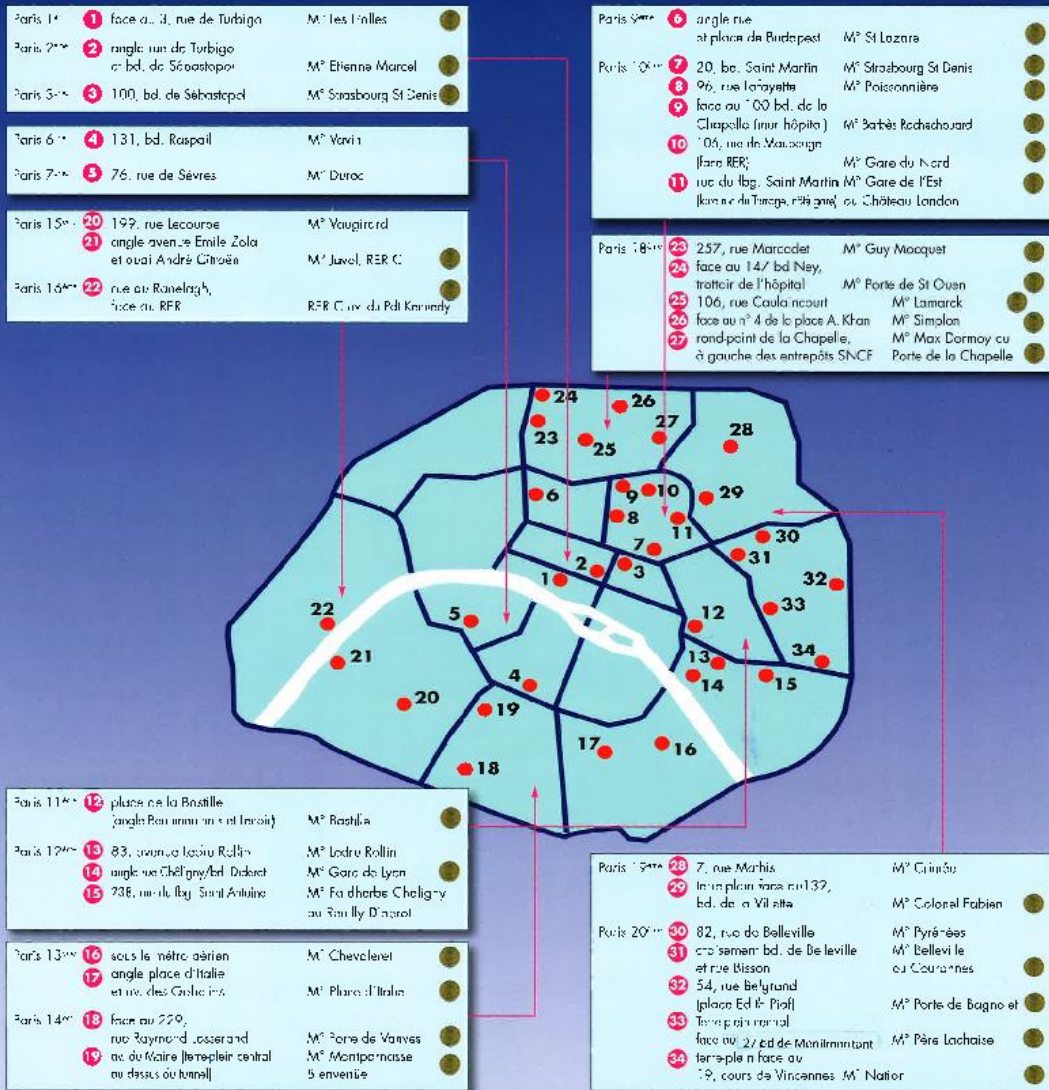 Paris 1er 1 face au 3, rue de Turbigo M° Les Halles
Paris 2ème 2 angle rue de Turbigo
et bd. de Sébastopol M° Etienne Marcel
Paris 3ème 3 100, bd. de Sébastopol M° Strasbourg St Denis
Paris 6ème 4 131, bd. Raspail M° Vavin
Paris 7ème 5 76, rue de Sèvres M° Duroc
Paris 15ème 20 199, rue Lecourbe M° Vaugirard
21 angle avenue Emile Zola
et quai André Citroën M° Javel, RER C
Paris 16ème 22 rue du Ranelagh,
face au RER RER C av. du Pdt Kennedy
Paris 9ème 6 angle rue
et place de Budapest M° St Lazare
Paris 10ème 7 20, bd. Saint Martin M° Strasbourg St Denis
8 96, rue Lafayette M° Poissonnière
9 face au 100 bd. de la
Chapelle (mur hôpital) M° Barbès Rochechouard
10 106, rue de Maubeuge
(face RER) M° Gare du Nord
11 rue du fbg. Saint Martin M° Gare de l'Est
(face rue du Terrage, côté gare) ou Château Landon
Paris 18ème 23 257, rue Marcadet M° Guy Mocquet
24 face au 147 bd Ney,
trottoir de l'hôpital M° Porte de St Ouen
25 106, rue Caulaincourt M° Lamarck
26 face au n° 4 de la place A. Khan M° Simplon
27 rond-point de la Chapelle, M° Max Dormoy ou
à gauche des entrepôts SNCF Porte de la Chapelle
24
26
23
25
27
28
6
9
10
29
8
11
30
7
31
2
3
1
32
33
22
5
12
21
13
34
14
15
4
20
19
17
16
18
Paris 11ème 12 place de la Bastille
(angle Beaumarchais et Lenoir) M° Bastille
Paris 12ème 13 83, avenue Ledru Rollin M° Ledru Rollin
14 angle rue Chaligny/bd. Diderot M° Gare de Lyon
15 238, rue du fbg. Saint Antoine M° Faidherbe Chaligny
ou Reuilly Diderot
Paris 13ème 16 sous le métro aérien M° Chevaleret
17 angle place d'Italie
et av. des Gobelins M° Place d'Italie
Paris 14ème 18 face au 229,
rue Raymond Losserand M° Porte de Vanves
19 av. du Maine (terre-plein central M° Montparnasse
au dessus du tunnel) Bienvenüe
Paris 19ème 28 7, rue Mathis M° Crimée
29 terre plein face au 132,
bd. de la Villette M° Colonel Fabien
Paris 20ème 30 82, rue de Belleville M° Pyrénées
31 croisement bd. de Belleville M° Belleville
et rue Bisson ou Couronnes
32 54, rue Belgrand
(place Edith Piaf) M° Porte de Bagnolet
33 Terre-plein central
face au 27 bd de Menilmontant M° Père Lachaise
34 terre-plein face au
19, cours de Vincennes M° Nation